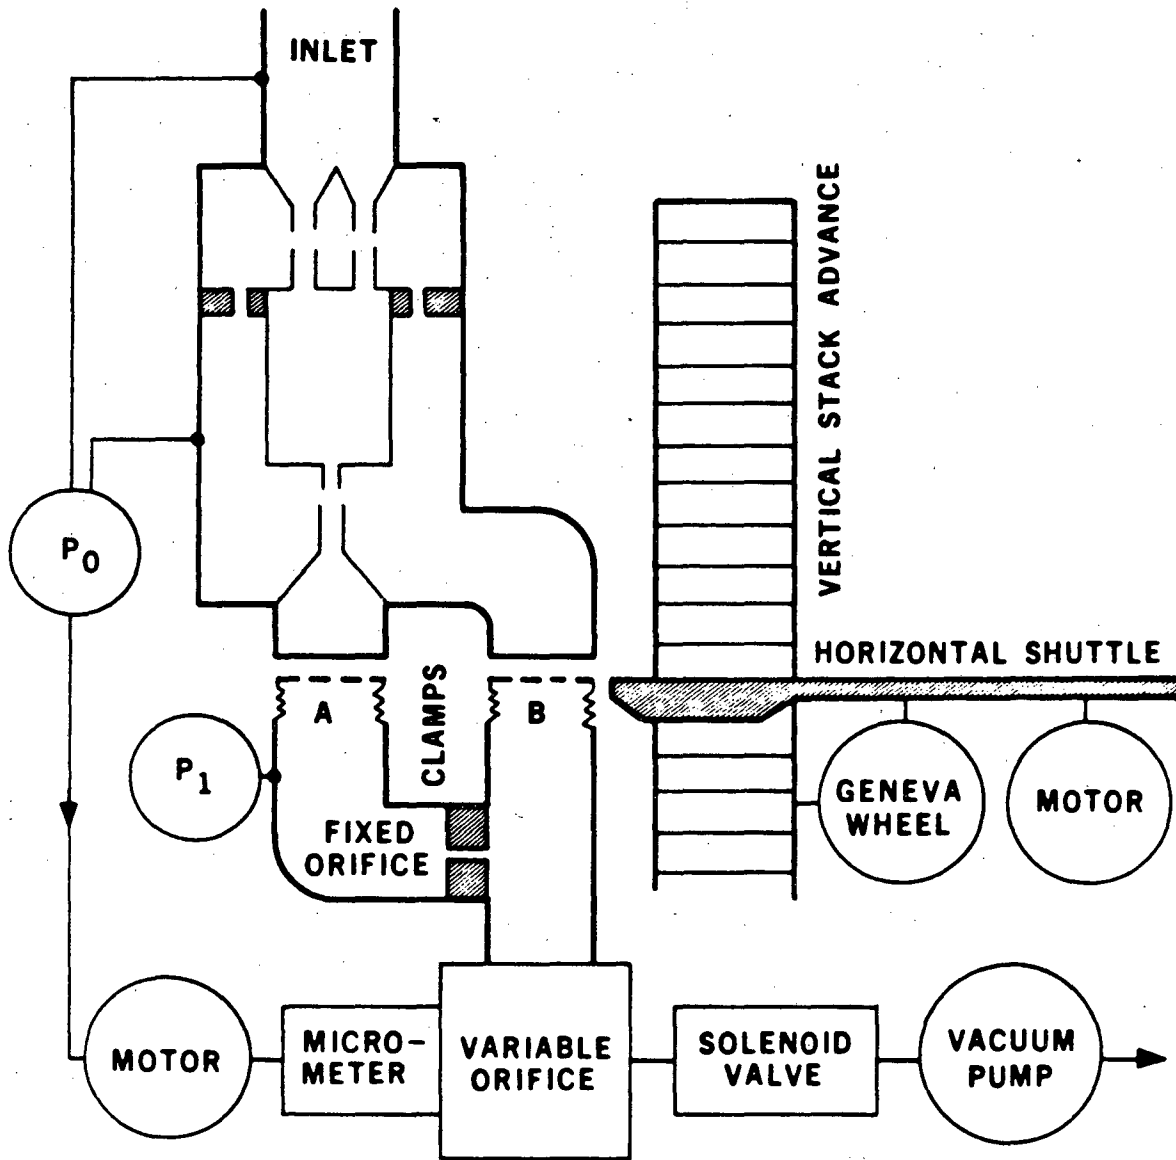 INLET
VERTICAL STACK ADVANCE
P0
HORIZONTAL SHUTTLE
A
CLAMPS
B
P1
GENEVA
WHEEL
MOTOR
FIXED
ORIFICE
MOTOR
MICRO-
METER
VARIABLE
ORIFICE
SOLENOID
VALVE
VACUUM
PUMP